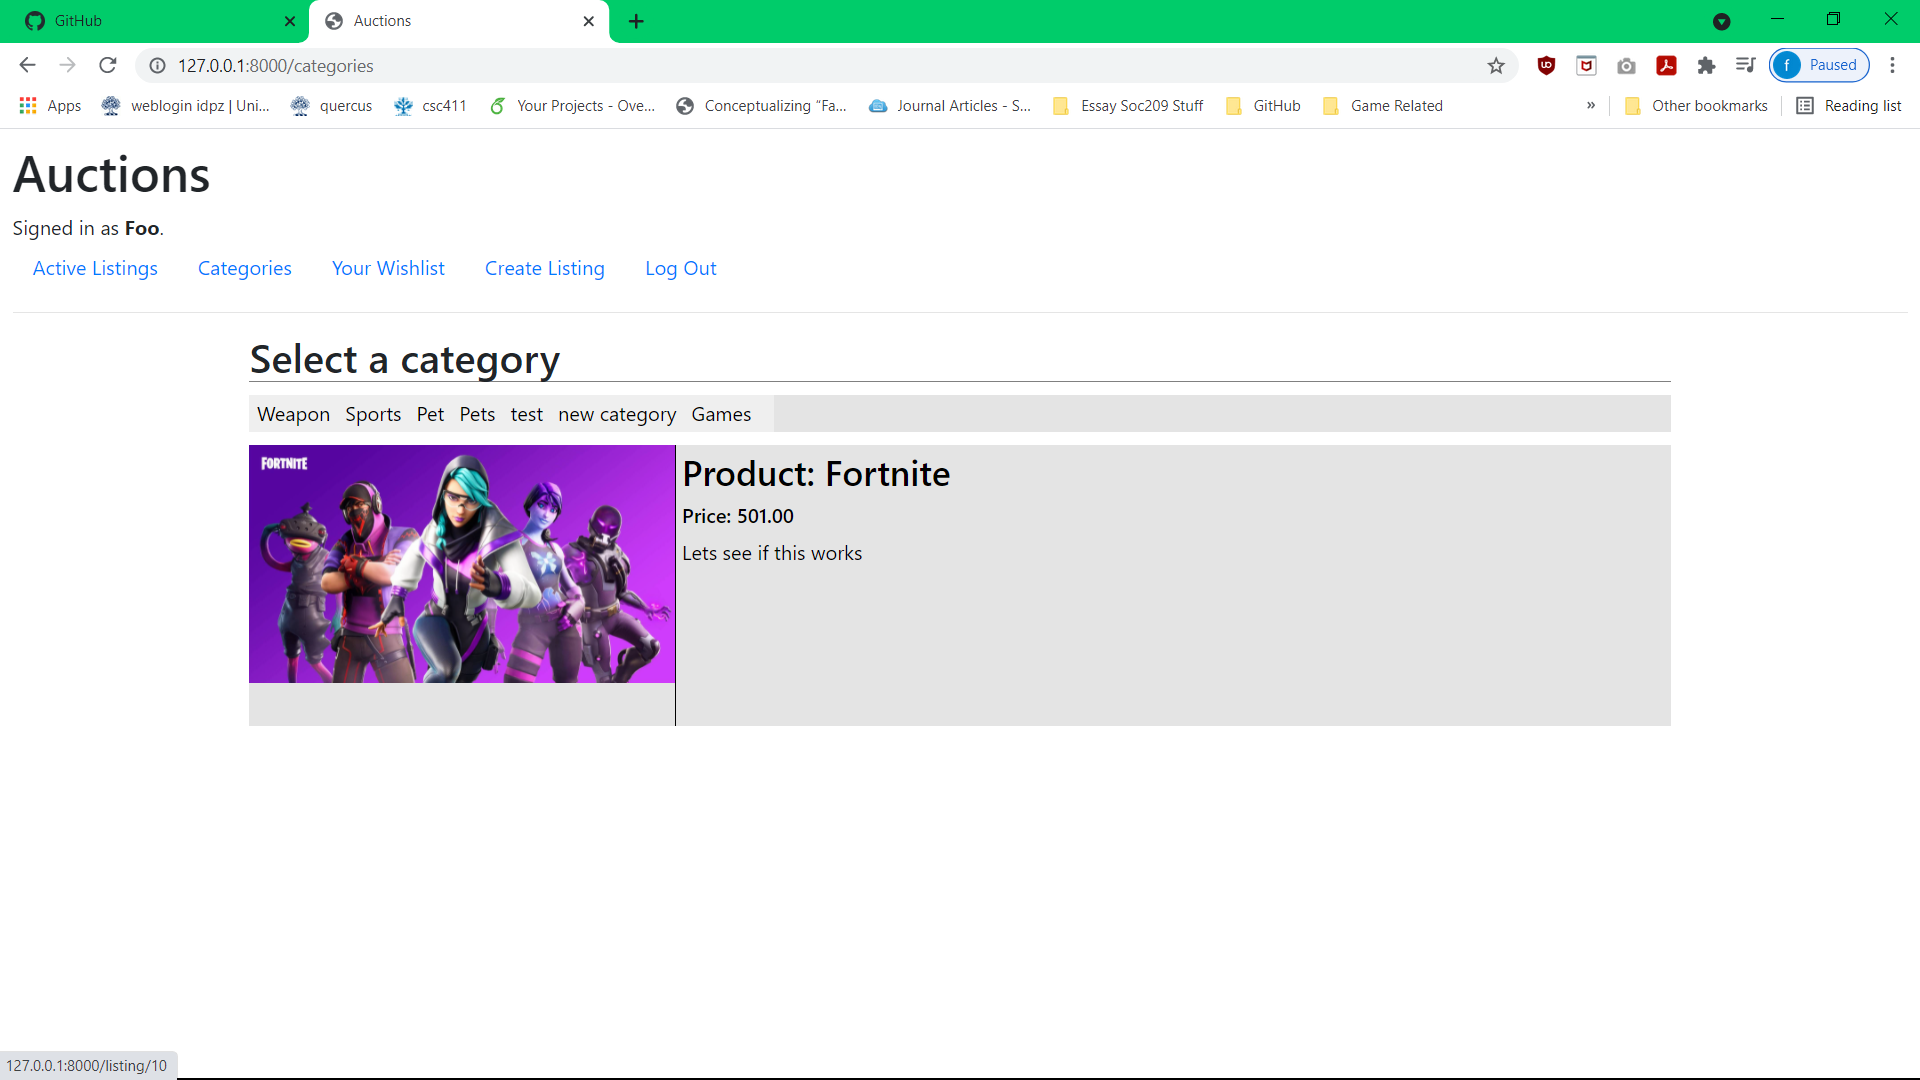 GitHub
Auctions
127.0.0.1:8000/categories
Paused
f
Apps
weblogin idpz | Uni...
quercus
csc411
Your Projects - Ove...
Conceptualizing “Fa...
Journal Articles - S...
Essay Soc209 Stuff
GitHub
Game Related
»
Other bookmarks
Reading list
Auctions
Signed in as Foo.
Active Listings Categories Your Wishlist Create Listing Log Out
Select a category
Weapon Sports Pet Pets test new category Games
FORTNITE
Product: Fortnite
Price: 501.00
Lets see if this works
127.0.0.1:8000/listing/10